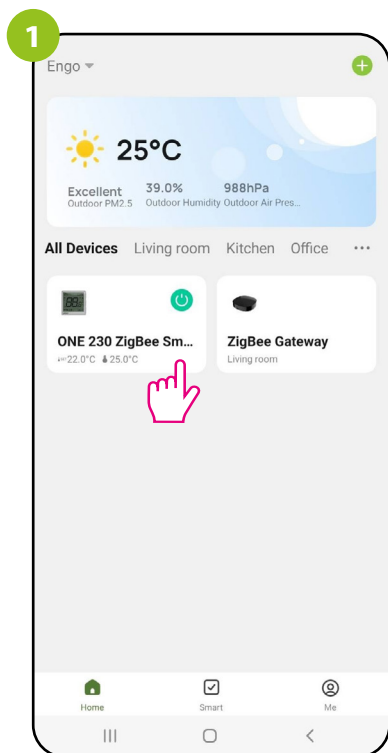 1
Engo
25°C
Excellent 39.0% 988hPa
Outdoor PM2.5 Outdoor Humidity Outdoor Air Pres...
All Devices Living room Kitchen Office ...
ONE 230 ZigBee Sm... ZigBee Gateway
22.0°C 25.0°C Living room
Home Smart Me